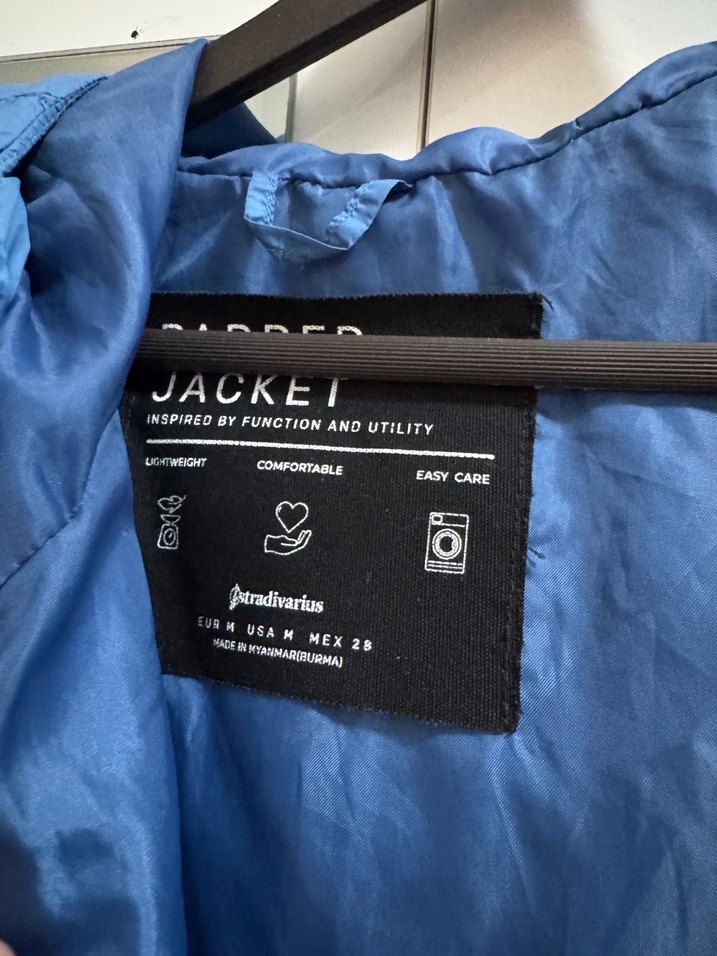 PADDED
JACKET
INSPIRED BY FUNCTION AND UTILITY
LIGHTWEIGHT COMFORTABLE EASY CARE
stradivarius
EUR M USA M MEX 28
MADE IN MYANMAR(BURMA)